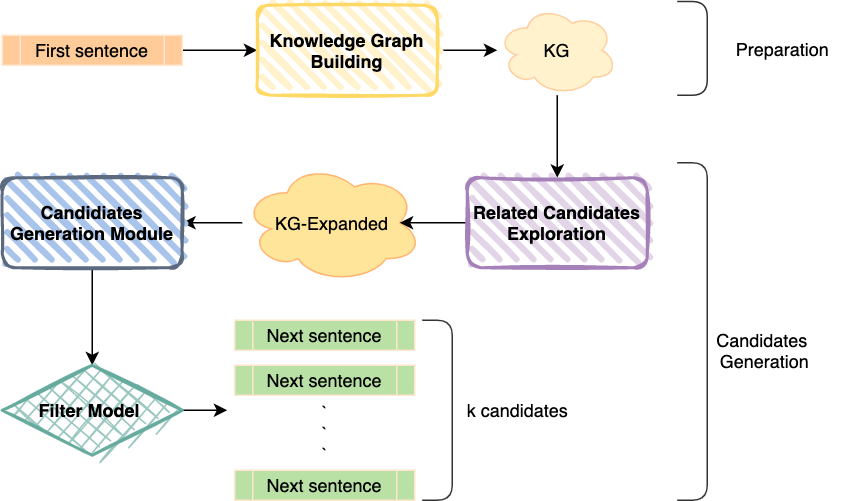 First sentence
Knowledge Graph
Building
KG
Preparation
Candidiates
Generation Module
KG-Expanded
Related Candidates
Exploration
Candidates
Generation
Filter Model
Next sentence
Next sentence
.
.
.
Next sentence
k candidates